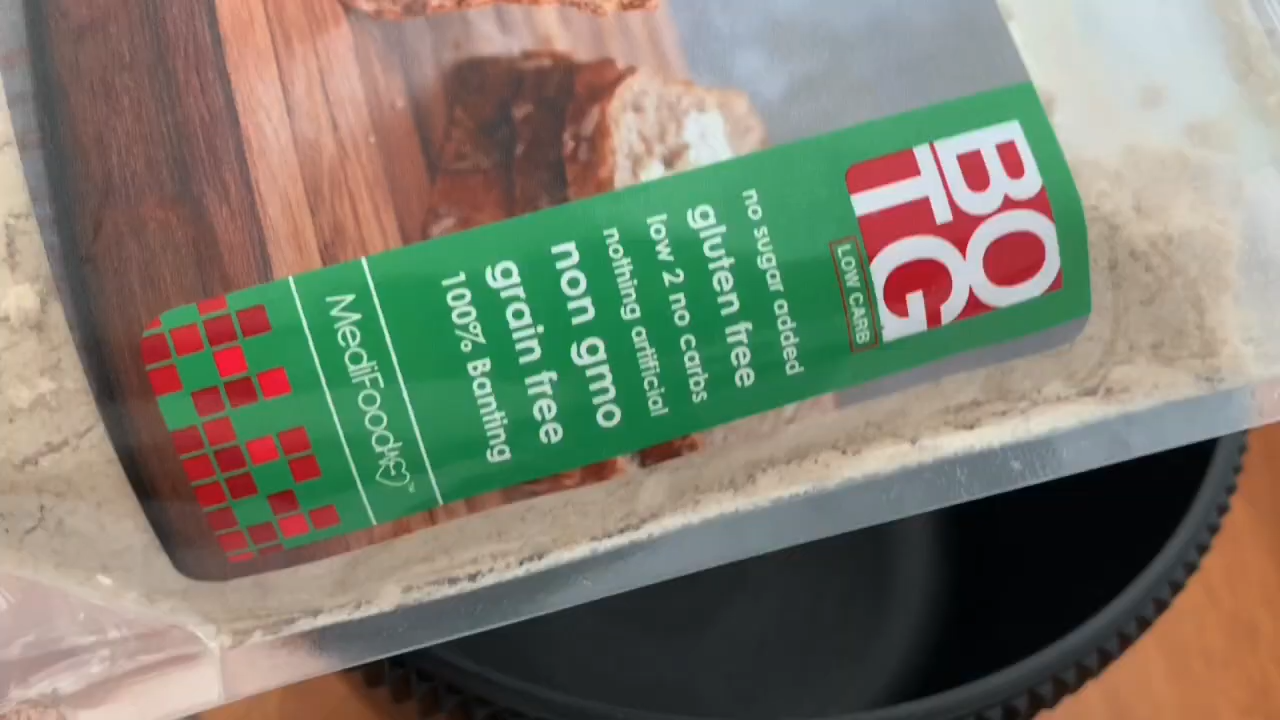 BO
TG
LOW CARB
no sugar added
gluten free
low 2 no carbs
nothing artificial
non gmo
grain free
100% Banting
MediFoods™